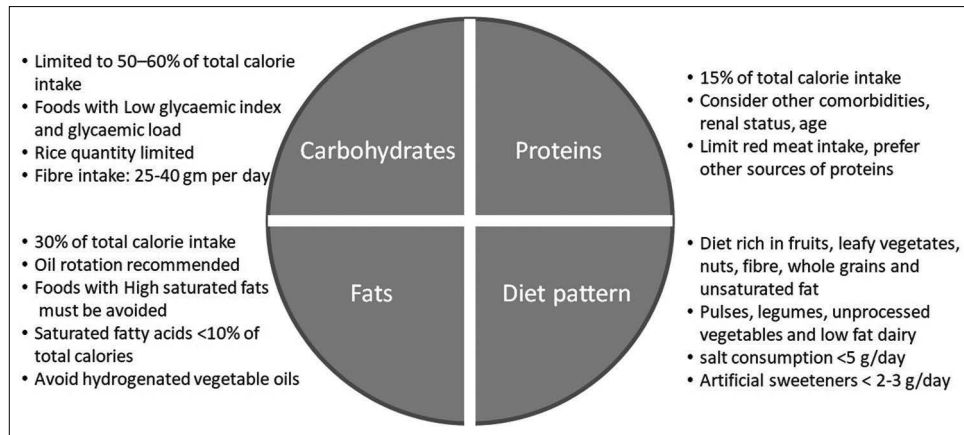 • Limited to 50–60% of total calorie
intake
• Foods with Low glycaemic index
and glycaemic load
• Rice quantity limited
• Fibre intake: 25-40 gm per day
Carbohydrates
Proteins
• 15% of total calorie intake
• Consider other comorbidities,
renal status, age
• Limit red meat intake, prefer
other sources of proteins
• 30% of total calorie intake
• Oil rotation recommended
• Foods with High saturated fats
must be avoided
• Saturated fatty acids <10% of
total calories
• Avoid hydrogenated vegetable oils
Fats
Diet pattern
• Diet rich in fruits, leafy vegetates,
nuts, fibre, whole grains and
unsaturated fat
• Pulses, legumes, unprocessed
vegetables and low fat dairy
• salt consumption <5 g/day
• Artificial sweeteners < 2-3 g/day